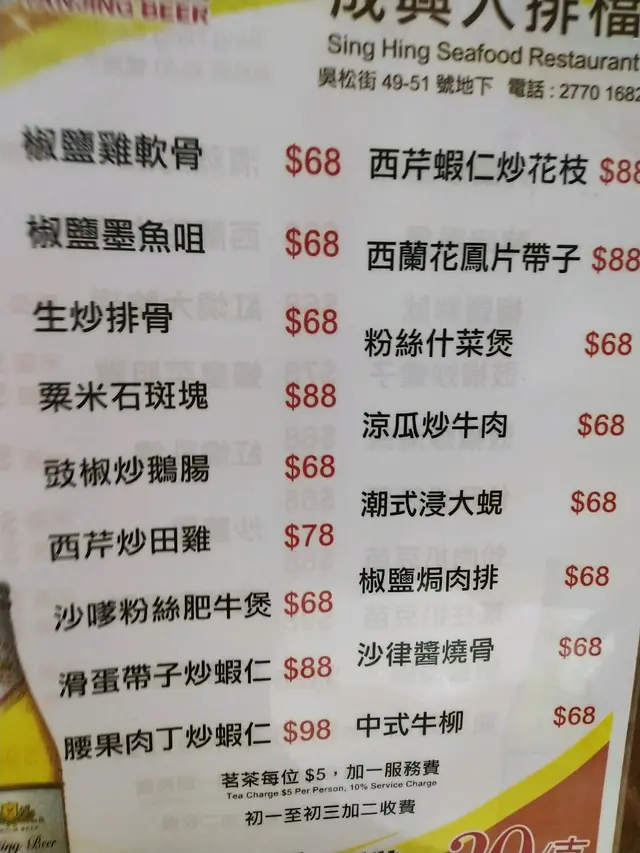 JING BEER
成興大排檔
Sing Hing Seafood Restaurant
吳松街 49-51 號地下 電話 : 2770 1682
椒鹽雞軟骨 $68
椒鹽墨魚咀 $68
生炒排骨 $68
粟米石斑塊 $88
豉椒炒鵝腸 $68
西芹炒田雞 $78
沙嗲粉絲肥牛煲 $68
滑蛋帶子炒蝦仁 $88
腰果肉丁炒蝦仁 $98
西芹蝦仁炒花枝 $88
西蘭花鳳片帶子 $88
粉絲什菜煲 $68
涼瓜炒牛肉 $68
潮式浸大蜆 $68
椒鹽焗肉排 $68
沙律醬燒骨 $68
中式牛柳 $68
茗茶每位 $5，加一服務費
Tea Charge $5 Per Person, 10% Service Charge
初一至初三加二收費